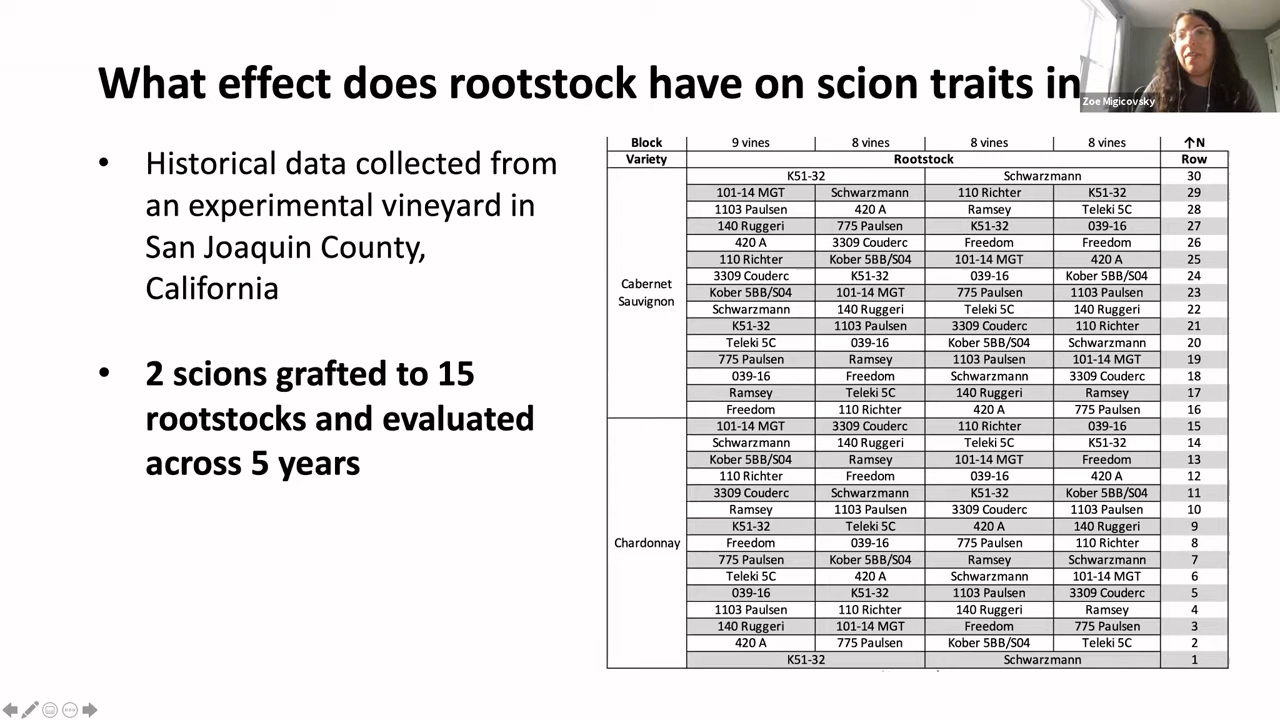 What effect does rootstock have on scion traits in
Zoe Migicovsky
• Historical data collected from
an experimental vineyard in
San Joaquin County,
California
• 2 scions grafted to 15
rootstocks and evaluated
across 5 years
Block 9 vines 8 vines 8 vines 8 vines ↑N
Variety Rootstock Row
K51-32 Schwarzmann 30
101-14 MGT Schwarzmann 110 Richter K51-32 29
1103 Paulsen 420 A Ramsey Teleki 5C 28
140 Ruggeri 775 Paulsen K51-32 039-16 27
420 A 3309 Couderc Freedom Freedom 26
110 Richter Kober 5BB/S04 101-14 MGT 420 A 25
3309 Couderc K51-32 039-16 Kober 5BB/S04 24
Cabernet
Sauvignon
Kober 5BB/S04 101-14 MGT 775 Paulsen 1103 Paulsen 23
Schwarzmann 140 Ruggeri Teleki 5C 140 Ruggeri 22
K51-32 1103 Paulsen 3309 Couderc 110 Richter 21
Teleki 5C 039-16 Kober 5BB/S04 Schwarzmann 20
775 Paulsen Ramsey 1103 Paulsen 101-14 MGT 19
039-16 Freedom Schwarzmann 3309 Couderc 18
Ramsey Teleki 5C 140 Ruggeri Ramsey 17
Freedom 110 Richter 420 A 775 Paulsen 16
101-14 MGT 3309 Couderc 110 Richter 039-16 15
Schwarzmann 140 Ruggeri Teleki 5C K51-32 14
Kober 5BB/S04 Ramsey 101-14 MGT Freedom 13
110 Richter Freedom 039-16 420 A 12
3309 Couderc Schwarzmann K51-32 Kober 5BB/S04 11
Ramsey 1103 Paulsen 3309 Couderc 1103 Paulsen 10
K51-32 Teleki 5C 420 A 140 Ruggeri 9
Chardonnay Freedom 039-16 775 Paulsen 110 Richter 8
775 Paulsen Kober 5BB/S04 Ramsey Schwarzmann 7
Teleki 5C 420 A Schwarzmann 101-14 MGT 6
039-16 K51-32 1103 Paulsen 3309 Couderc 5
1103 Paulsen 110 Richter 140 Ruggeri Ramsey 4
140 Ruggeri 101-14 MGT Freedom 775 Paulsen 3
420 A 775 Paulsen Kober 5BB/S04 Teleki 5C 2
K51-32 Schwarzmann 1